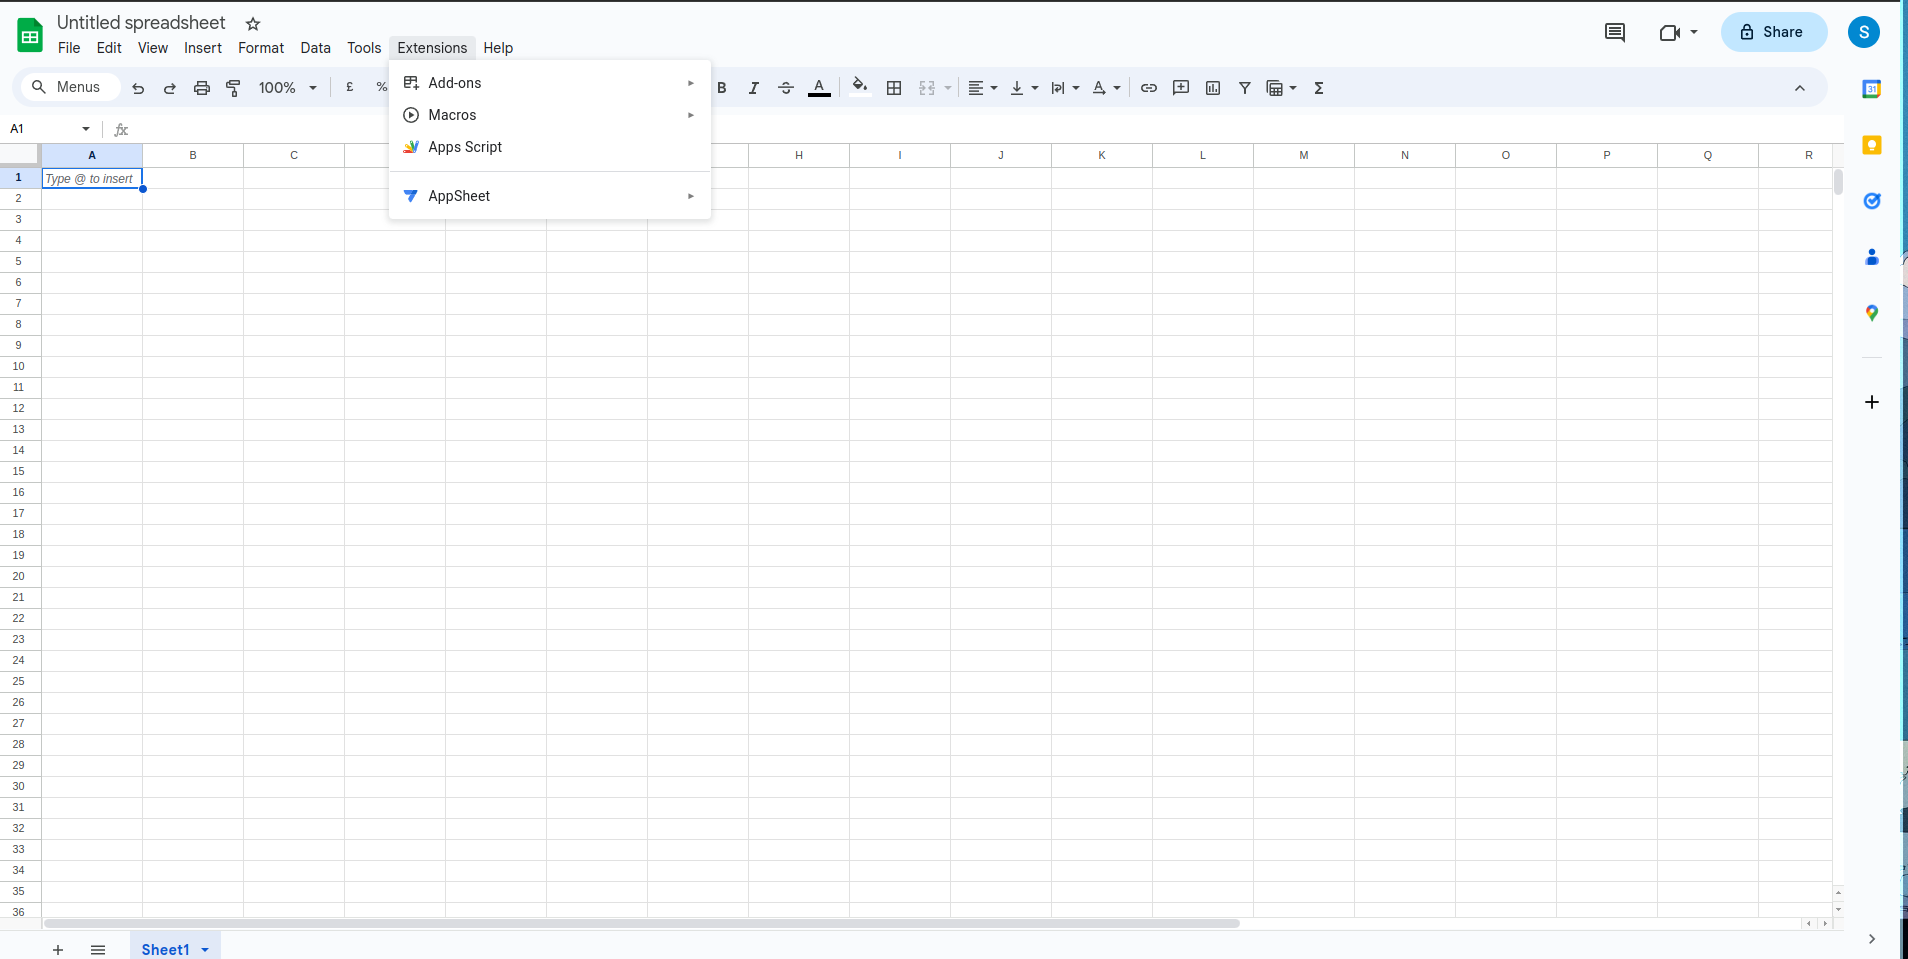 Untitled spreadsheet
File Edit View Insert Format Data Tools Extensions Help
Share
S
Menus
100%
£
%
B
I
A
Σ
Add-ons
Macros
Apps Script
AppSheet
31
A1
fx
A B C H I J K L M N O P Q R
1 Type @ to insert
2
3
4
5
6
7
8
9
10
11
12
13
14
15
16
17
18
19
20
21
22
23
24
25
26
27
28
29
30
31
32
33
34
35
36
Sheet1